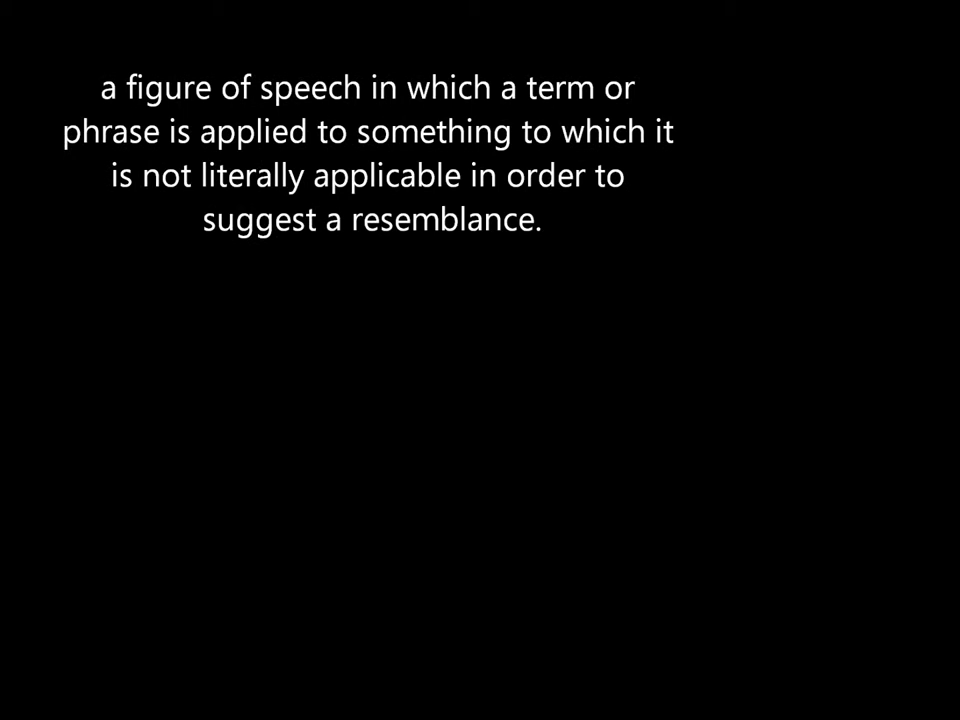 a figure of speech in which a term or
phrase is applied to something to which it
is not literally applicable in order to
suggest a resemblance.